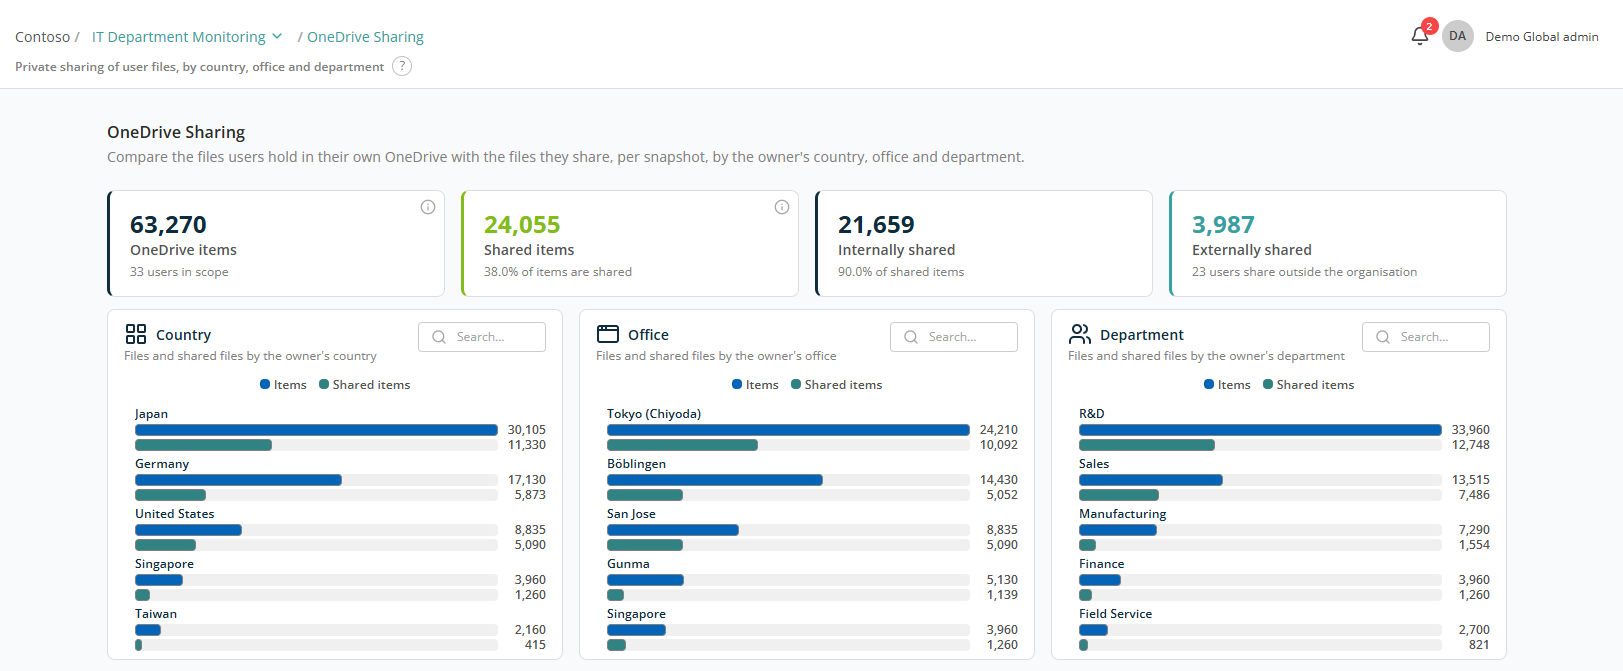 Contoso / IT Department Monitoring / OneDrive Sharing
2
DA
Demo Global admin
Private sharing of user files, by country, office and department ?
OneDrive Sharing
Compare the files users hold in their own OneDrive with the files they share, per snapshot, by the owner's country, office and department.
63,270
OneDrive items
33 users in scope
24,055
Shared items
38.0% of items are shared
21,659
Internally shared
90.0% of shared items
3,987
Externally shared
23 users share outside the organisation
Country
Search...
Files and shared files by the owner's country
Items Shared items
Japan
30,105
11,330
Germany
17,130
5,873
United States
8,835
5,090
Singapore
3,960
1,260
Taiwan
2,160
415
Office
Search...
Files and shared files by the owner's office
Items Shared items
Tokyo (Chiyoda)
24,210
10,092
Böblingen
14,430
5,052
San Jose
8,835
5,090
Gunma
5,130
1,139
Singapore
3,960
1,260
Department
Search...
Files and shared files by the owner's department
Items Shared items
R&D
33,960
12,748
Sales
13,515
7,486
Manufacturing
7,290
1,554
Finance
3,960
1,260
Field Service
2,700
821